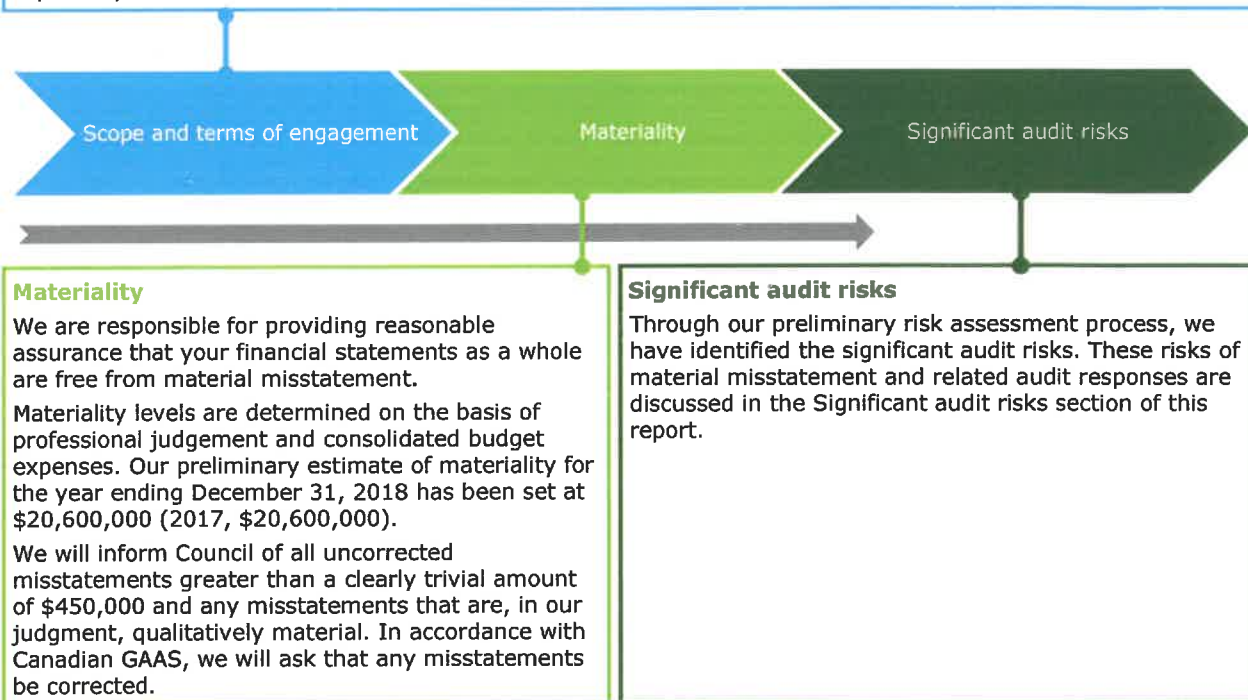 Scope and terms of engagement
Materiality
Significant audit risks
Materiality
We are responsible for providing reasonable
assurance that your financial statements as a whole
are free from material misstatement.
Materiality levels are determined on the basis of
professional judgement and consolidated budget
expenses. Our preliminary estimate of materiality for
the year ending December 31, 2018 has been set at
$20,600,000 (2017, $20,600,000).
We will inform Council of all uncorrected
misstatements greater than a clearly trivial amount
of $450,000 and any misstatements that are, in our
judgment, qualitatively material. In accordance with
Canadian GAAS, we will ask that any misstatements
be corrected.
Significant audit risks
Through our preliminary risk assessment process, we
have identified the significant audit risks. These risks of
material misstatement and related audit responses are
discussed in the Significant audit risks section of this
report.